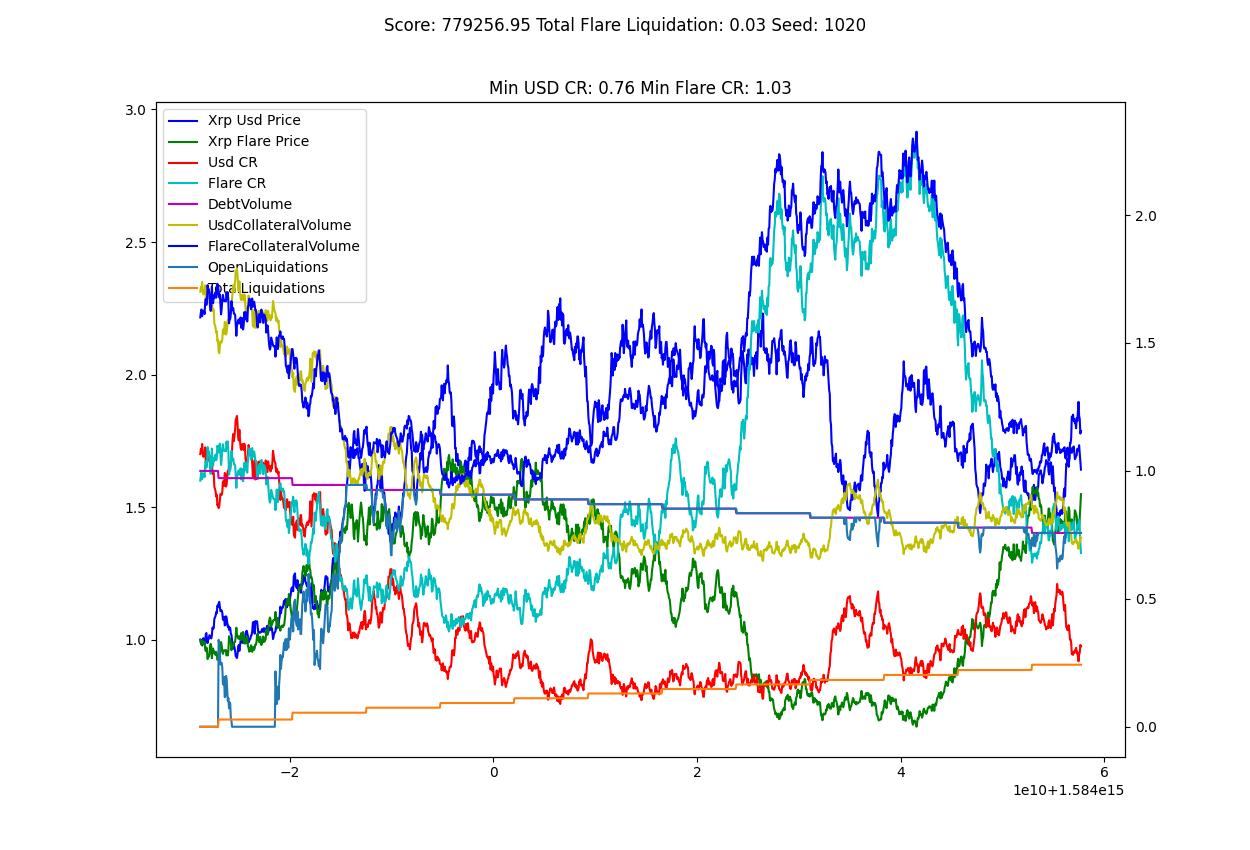 Score: 779256.95 Total Flare Liquidation: 0.03 Seed: 1020
Min USD CR: 0.76 Min Flare CR: 1.03
Xrp Usd Price
Xrp Flare Price
Usd CR
Flare CR
DebtVolume
UsdCollateralVolume
FlareCollateralVolume
OpenLiquidations
TotalLiquidations
3.0
2.5
2.0
1.5
1.0
2.0
1.5
1.0
0.5
0.0
−2 0 2 4 6
1e10+1.584e15